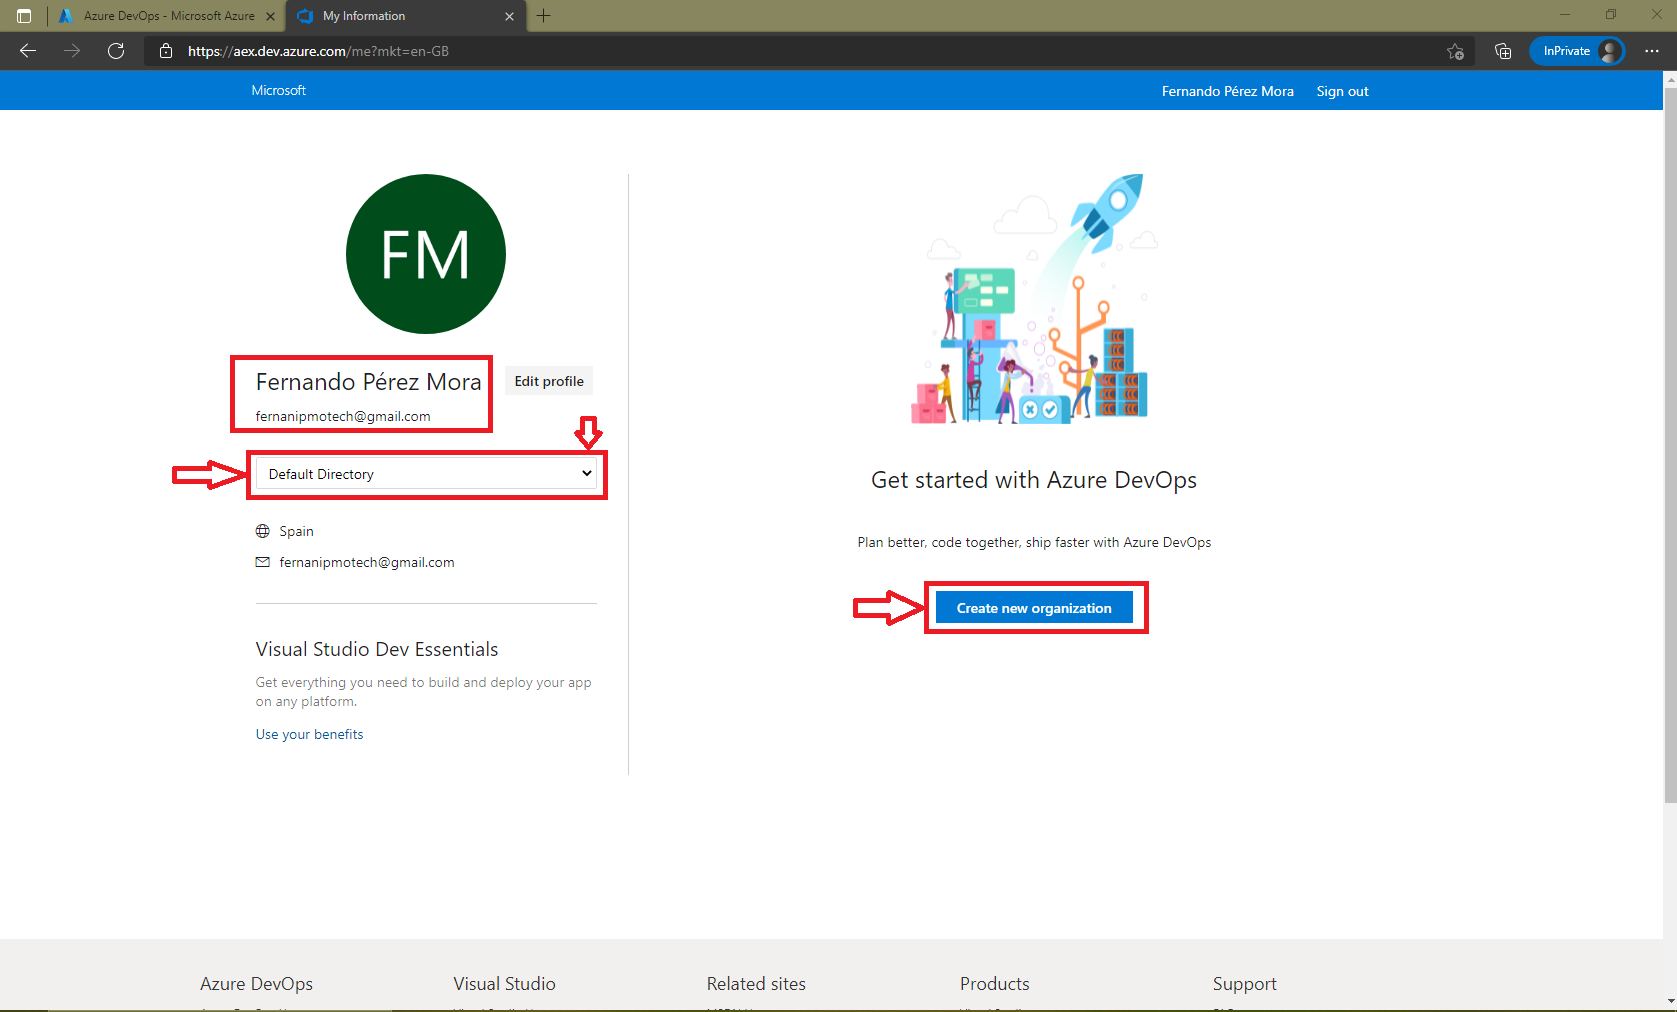 Azure DevOps - Microsoft Azure
My Information
https://aex.dev.azure.com/me?mkt=en-GB
InPrivate
Microsoft
Fernando Pérez Mora
Sign out
FM
Fernando Pérez Mora
Edit profile
fernanipmotech@gmail.com
Default Directory
Spain
fernanipmotech@gmail.com
Visual Studio Dev Essentials
Get everything you need to build and deploy your app
on any platform.
Use your benefits
Get started with Azure DevOps
Plan better, code together, ship faster with Azure DevOps
Create new organization
Azure DevOps
Visual Studio
Related sites
Products
Support